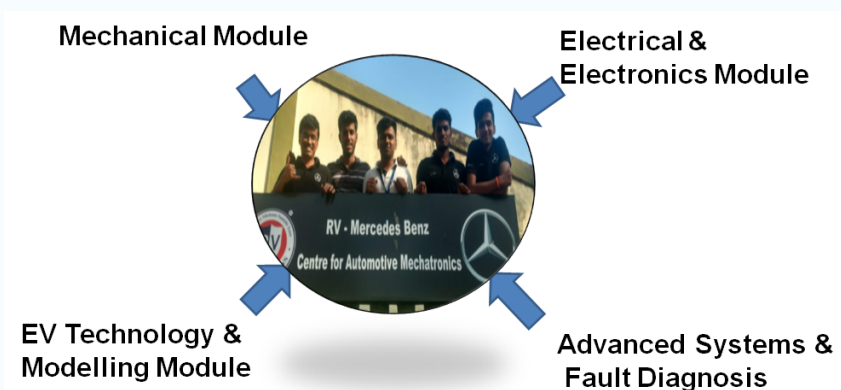 Mechanical Module
Electrical &
Electronics Module
RV - Mercedes Benz
Centre for Automotive Mechatronics
EV Technology &
Modelling Module
Advanced Systems &
Fault Diagnosis